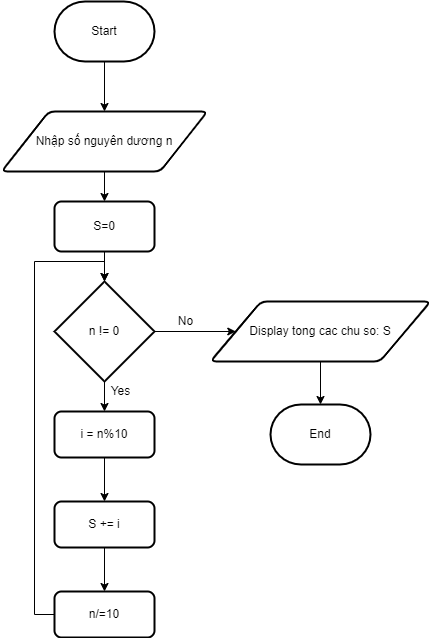 Start
Nhập số nguyên dương n
S=0
n != 0
No
Display tong cac chu so: S
Yes
End
i = n%10
S += i
n/=10